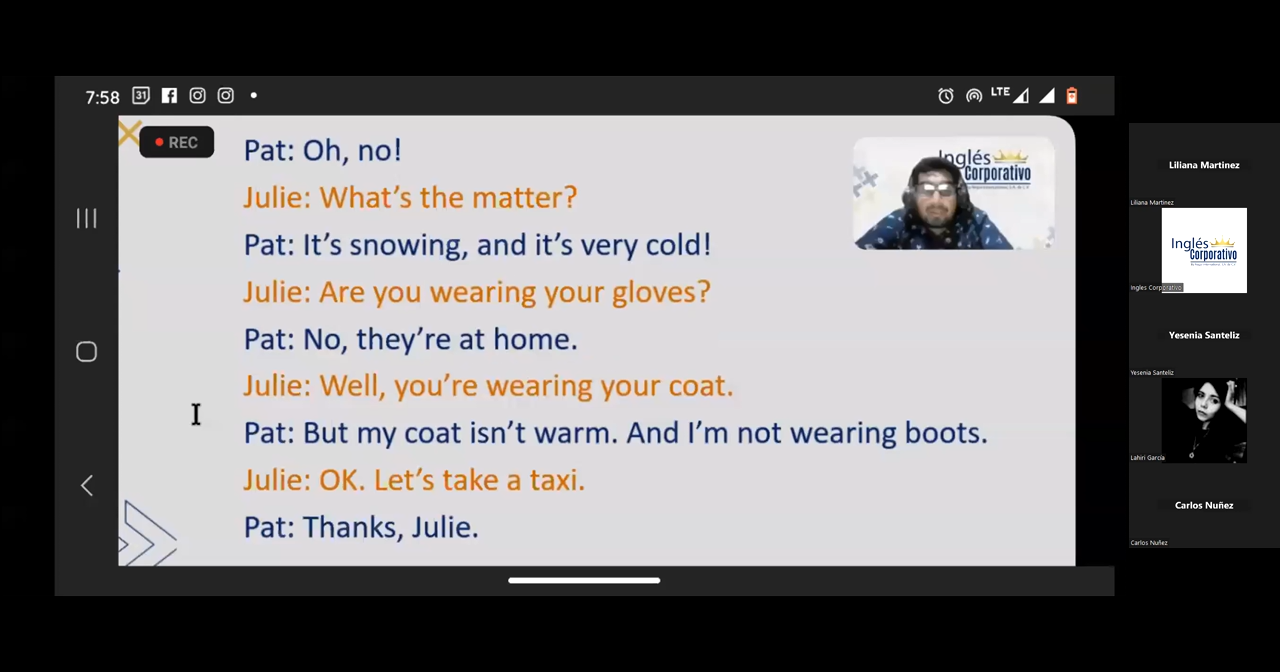 7:58
31
LTE
REC
Pat: Oh, no!
Julie: What's the matter?
Pat: It's snowing, and it's very cold!
Julie: Are you wearing your gloves?
Pat: No, they're at home.
Julie: Well, you're wearing your coat.
Pat: But my coat isn't warm. And I'm not wearing boots.
Julie: OK. Let's take a taxi.
Pat: Thanks, Julie.
Inglés
Corporativo
Liliana Martinez
Liliana Martinez
Inglés
Corporativo
Ingles Corporativo
Yesenia Santeliz
Yesenia Santeliz
Lahiri García
Carlos Nuñez
Carlos Nuñez